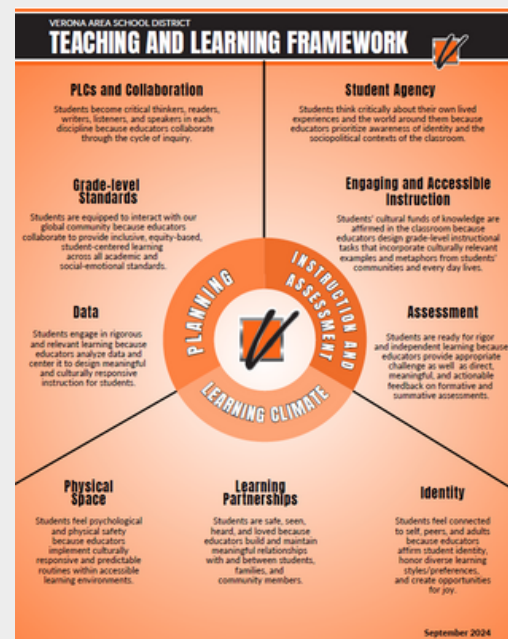 VERONA AREA SCHOOL DISTRICT
TEACHING AND LEARNING FRAMEWORK
PLCs and Collaboration
Students become critical thinkers, readers,
writers, listeners, and speakers in each
discipline because educators collaborate
through the cycle of inquiry.
Grade-level
Standards
Students are equipped to interact with our
global community because educators
collaborate to provide inclusive, equity-based,
student-centered learning
across all academic and
social-emotional standards.
Data
Students engage in rigorous
and relevant learning because
educators analyze data and
center it to design meaningful
and culturally responsive
instruction for students.
Student Agency
Students think critically about their own lived
experiences and the world around them because
educators prioritize awareness of identity and the
sociopolitical contexts of the classroom.
Engaging and Accessible
Instruction
Students' cultural funds of knowledge are
affirmed in the classroom because
educators design grade-level instructional
tasks that incorporate culturally relevant
examples and metaphors from students'
communities and every day lives.
Assessment
Students are ready for rigor
and independent learning because
educators provide appropriate
challenge as well as direct,
meaningful, and actionable
feedback on formative and
summative assessments.
PLANNING
INSTRUCTION AND
ASSESSMENT
LEARNING CLIMATE
Physical
Space
Students feel psychological
and physical safety
because educators
implement culturally
responsive and predictable
routines within accessible
learning environments.
Learning
Partnerships
Students are safe, seen,
heard, and loved because
educators build and maintain
meaningful relationships
with and between students,
families, and
community members.
Identity
Students feel connected
to self, peers, and adults
because educators
affirm student identity,
honor diverse learning
styles/preferences,
and create opportunities
for joy.
September 2024